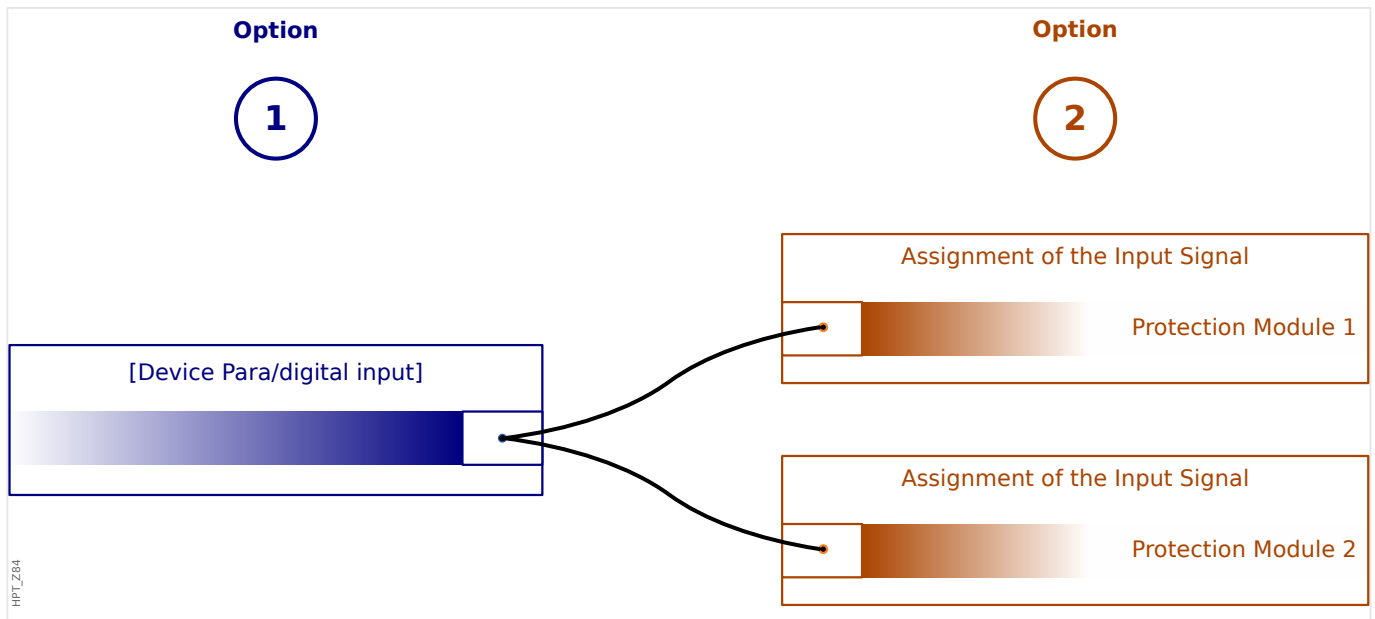 Option
1
Option
2
[Device Para/digital input]
Assignment of the Input Signal
Protection Module 1
Assignment of the Input Signal
Protection Module 2
HPT_Z84